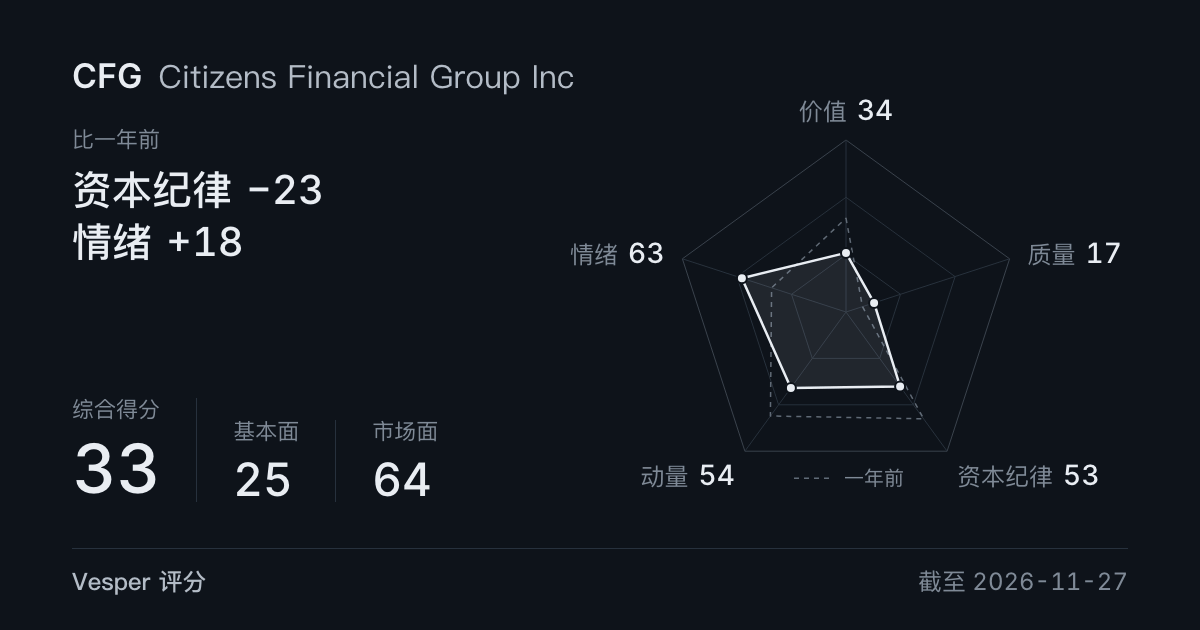 CFG Citizens Financial Group Inc
比一年前
资本纪律 −23
情绪 +18
价值 34
情绪 63
质量 17
动量 54
一年前
资本纪律 53
综合得分
33
基本面
25
市场面
64
Vesper 评分
截至 2026-11-27